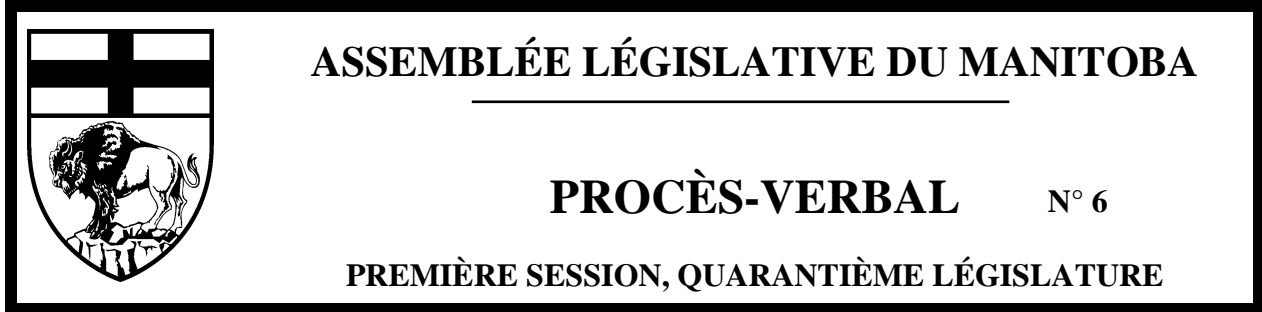 ASSEMBLÉE LÉGISLATIVE DU MANITOBA
PROCÈS-VERBAL N° 6
PREMIÈRE SESSION, QUARANTIÈME LÉGISLATURE